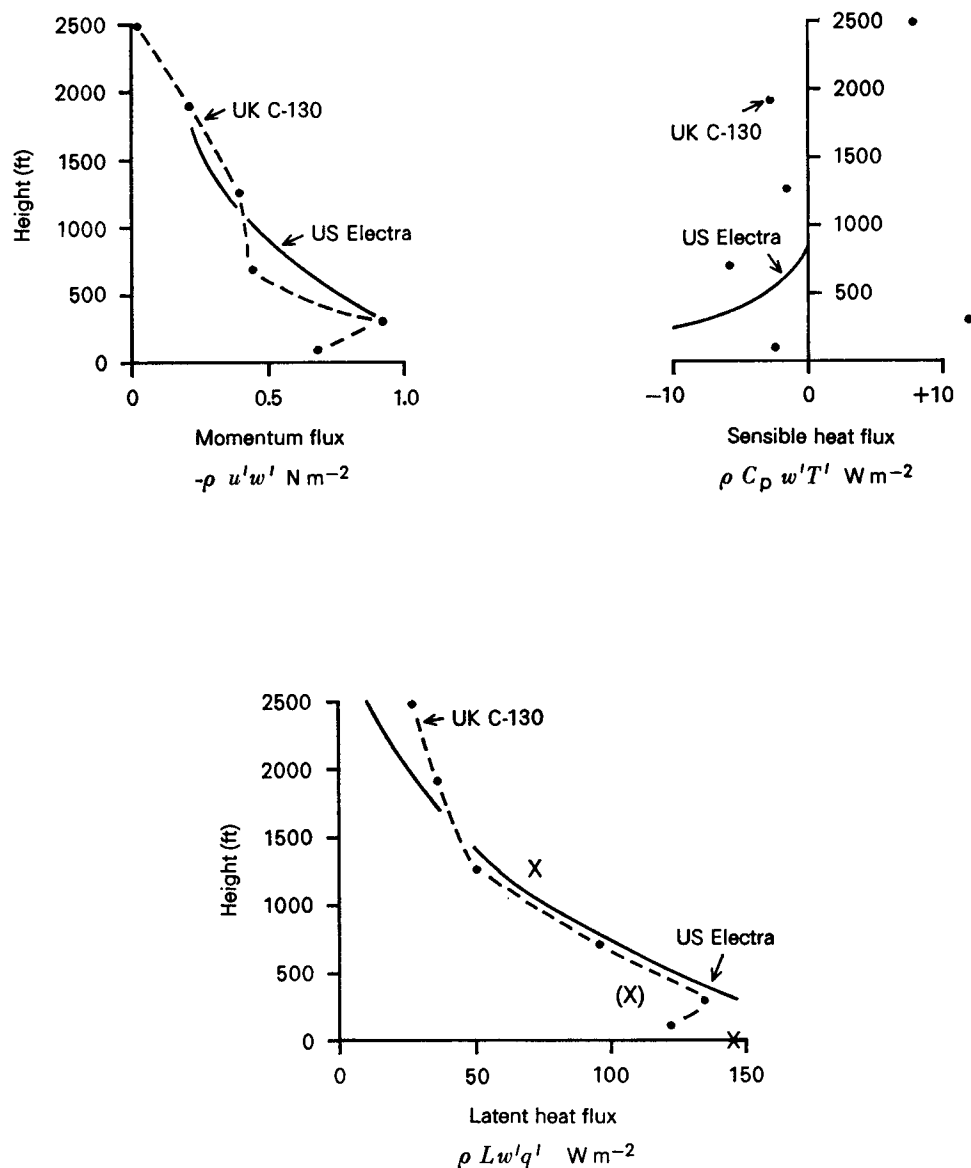 2500
2000
1500
1000
500
0
Height (ft)
UK C-130
US Electra
0
0.5
1.0
Momentum flux
-ρ u'w' N m−2
2500
2000
1500
1000
500
UK C-130
US Electra
−10
0
+10
Sensible heat flux
ρ Cp w'T' W m−2
2500
2000
1500
1000
500
0
Height (ft)
UK C-130
X
US Electra
(X)
X
0
50
100
150
Latent heat flux
ρ Lw'q' W m−2